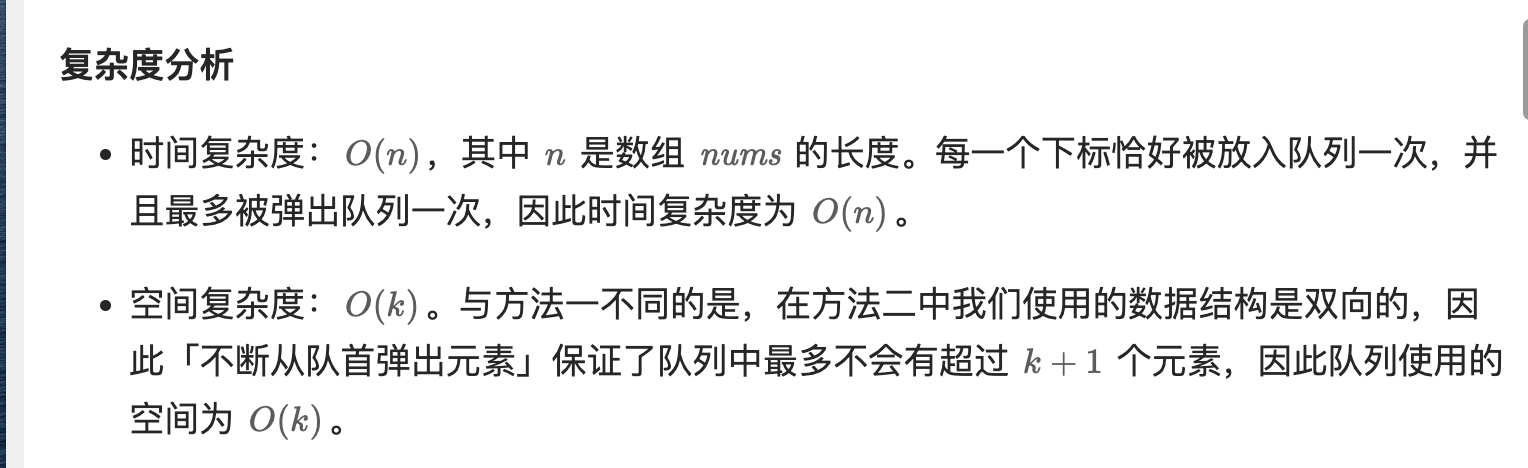 复杂度分析
• 时间复杂度：O(n)，其中 n 是数组 nums 的长度。每一个下标恰好被放入队列一次，并
且最多被弹出队列一次，因此时间复杂度为 O(n)。
• 空间复杂度：O(k)。与方法一不同的是，在方法二中我们使用的数据结构是双向的，因
此「不断从队首弹出元素」保证了队列中最多不会有超过 k + 1 个元素，因此队列使用的
空间为 O(k)。